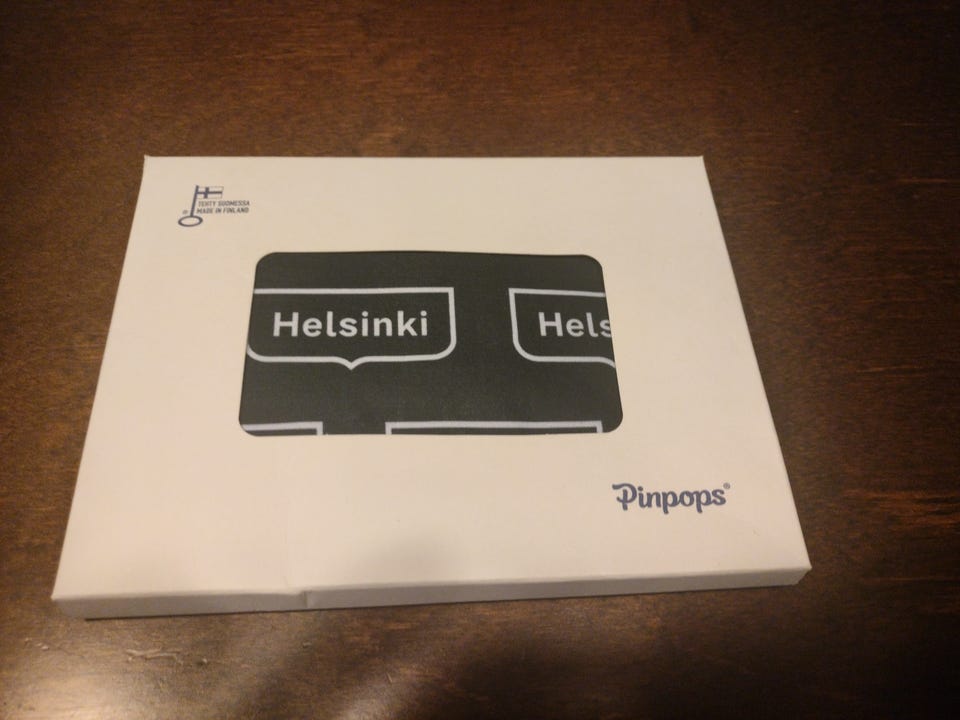 TEHTY SUOMESSA
MADE IN FINLAND
Helsinki Hels
Pinpops®